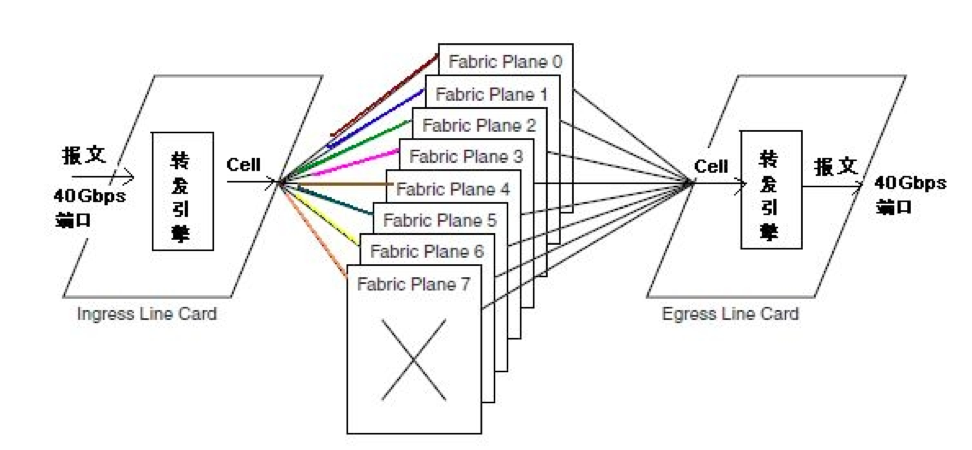 Fabric Plane 0
Fabric Plane 1
Fabric Plane 2
Fabric Plane 3
Fabric Plane 4
Fabric Plane 5
Fabric Plane 6
Fabric Plane 7
报文
40Gbps
端口
转
发
引
擎
Cell
Ingress Line Card
Cell
转
发
引
擎
报文
40Gbps
端口
Egress Line Card